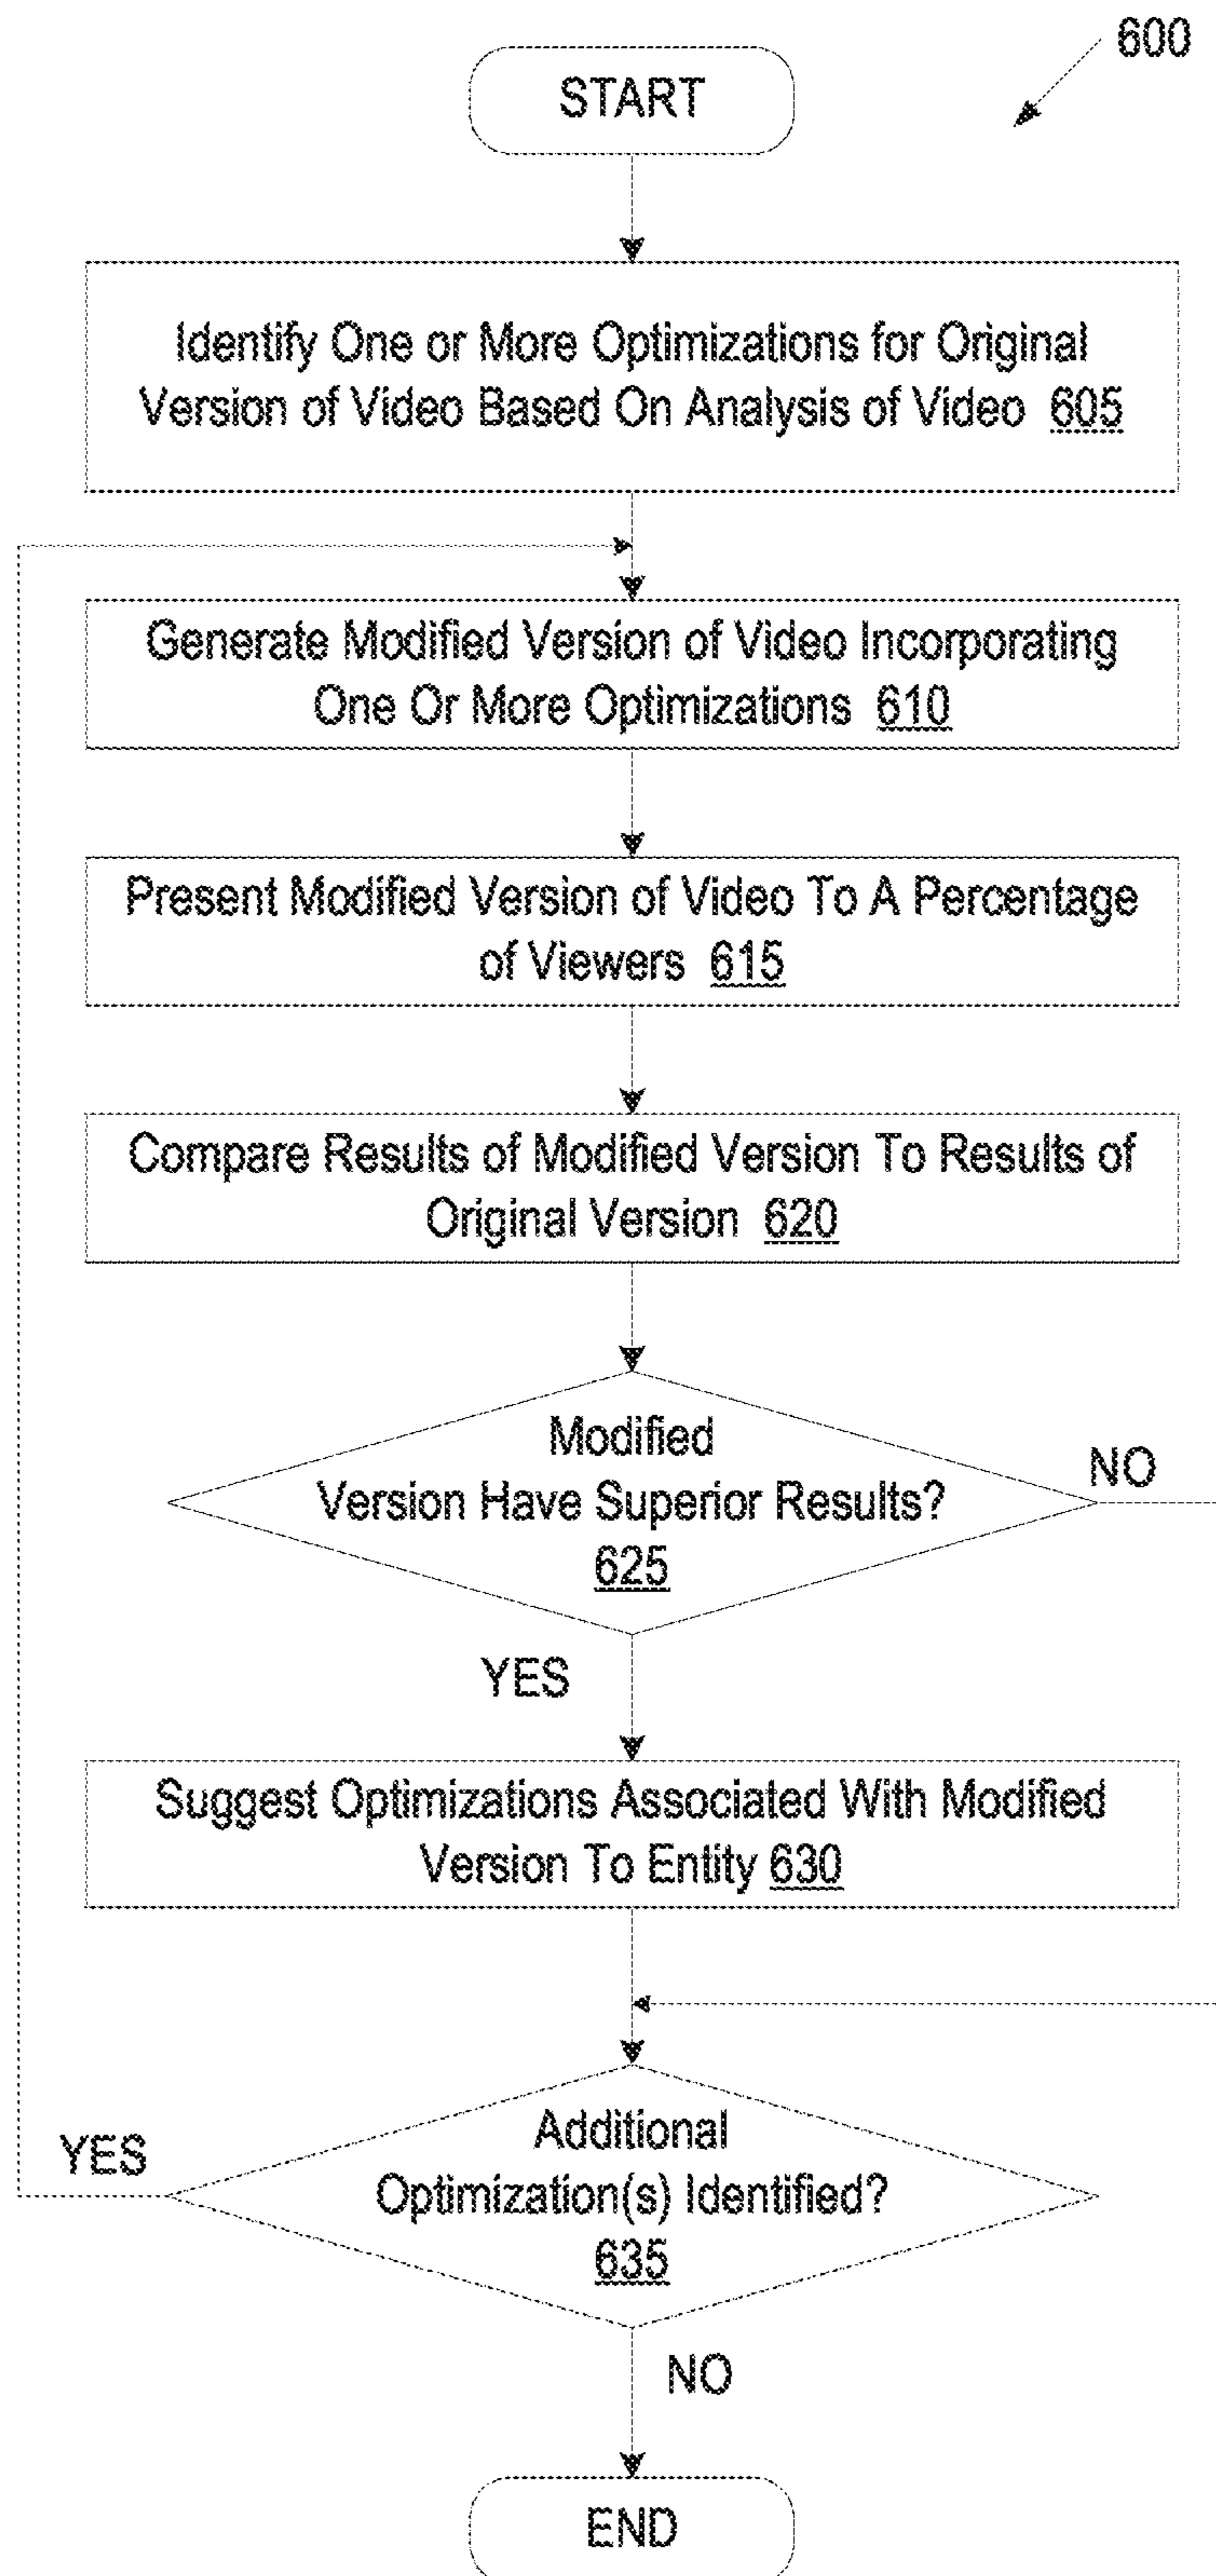 600
START
Identify One or More Optimizations for Original
Version of Video Based On Analysis of Video 605
Generate Modified Version of Video Incorporating
One Or More Optimizations 610
Present Modified Version of Video To A Percentage
of Viewers 615
Compare Results of Modified Version To Results of
Original Version 620
Modified
Version Have Superior Results?
625
NO
YES
Suggest Optimizations Associated With Modified
Version To Entity 630
Additional
Optimization(s) Identified?
635
YES
NO
END